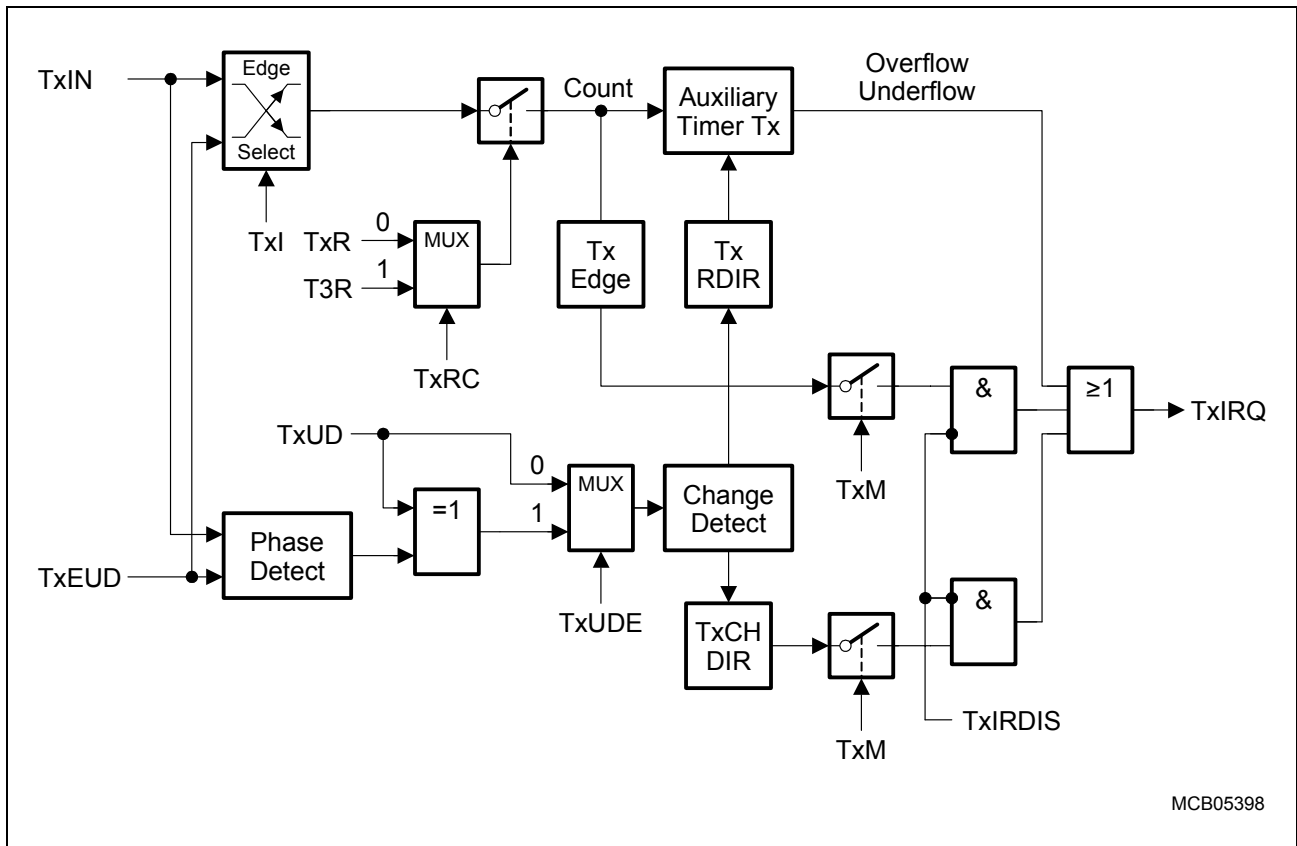 TxIN
Edge
Select
TxI
Count
Auxiliary
Timer Tx
Overflow
Underflow
TxR
0
T3R
1
MUX
TxRC
Tx
Edge
Tx
RDIR
TxUD
TxEUD
Phase
Detect
=1
0
1
MUX
TxUDE
Change
Detect
TxCH
DIR
TxM
TxM
&
&
≥1
TxIRQ
TxIRDIS
MCB05398